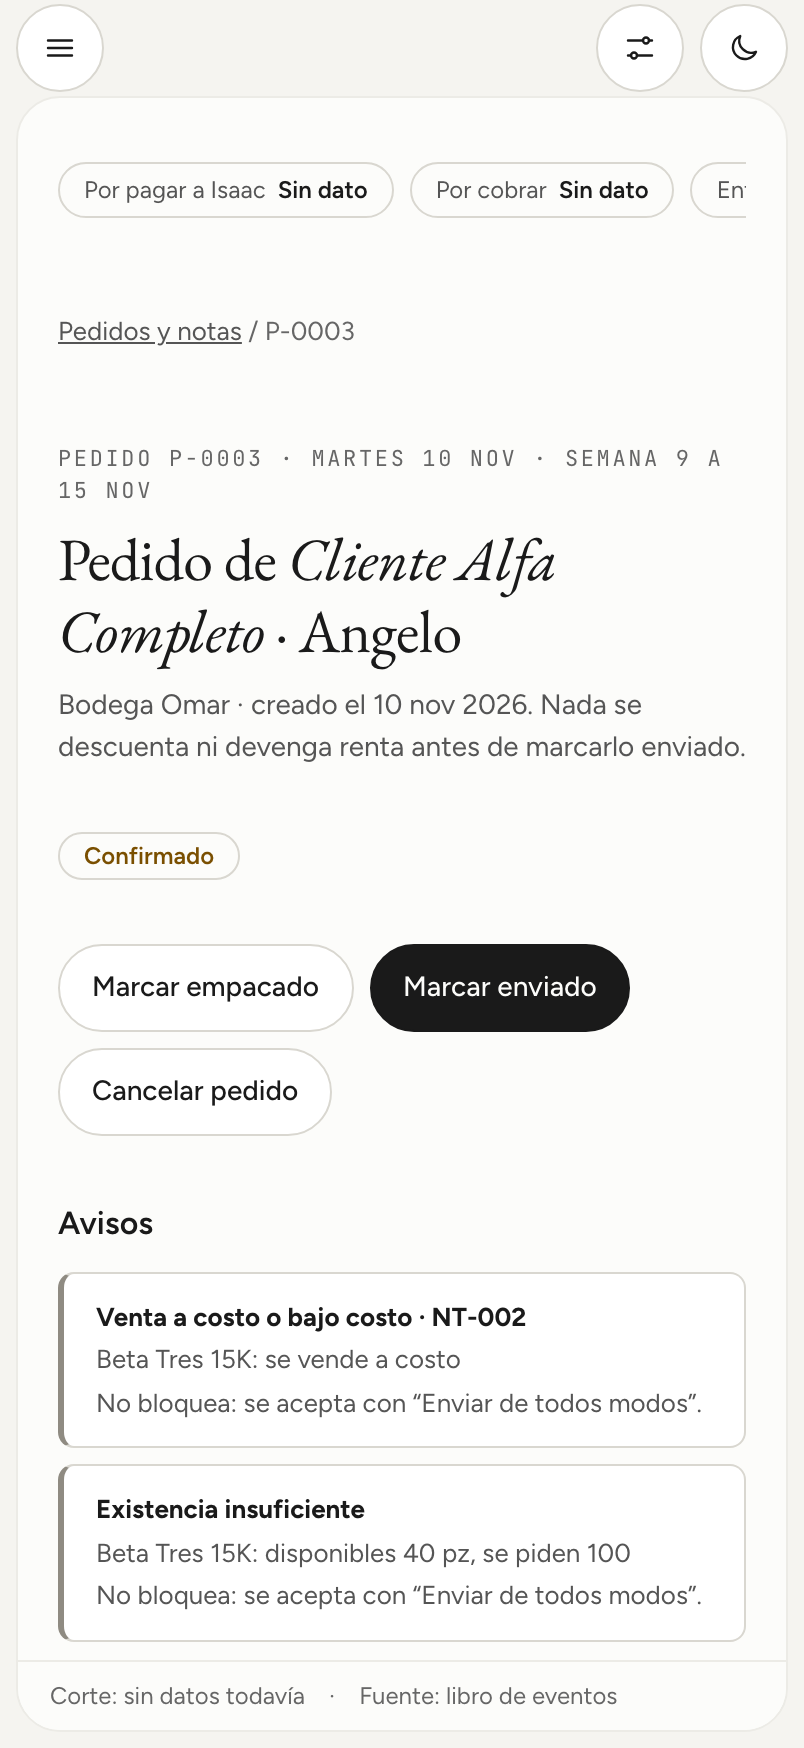 Por pagar a Isaac Sin dato
Por cobrar Sin dato
Pedidos y notas / P-0003
PEDIDO P-0003 · MARTES 10 NOV · SEMANA 9 A
15 NOV
Pedido de Cliente Alfa
Completo · Angelo
Bodega Omar · creado el 10 nov 2026. Nada se
descuenta ni devenga renta antes de marcarlo enviado.
Confirmado
Marcar empacado
Marcar enviado
Cancelar pedido
Avisos
Venta a costo o bajo costo · NT-002
Beta Tres 15K: se vende a costo
No bloquea: se acepta con “Enviar de todos modos”.
Existencia insuficiente
Beta Tres 15K: disponibles 40 pz, se piden 100
No bloquea: se acepta con “Enviar de todos modos”.
Corte: sin datos todavía · Fuente: libro de eventos